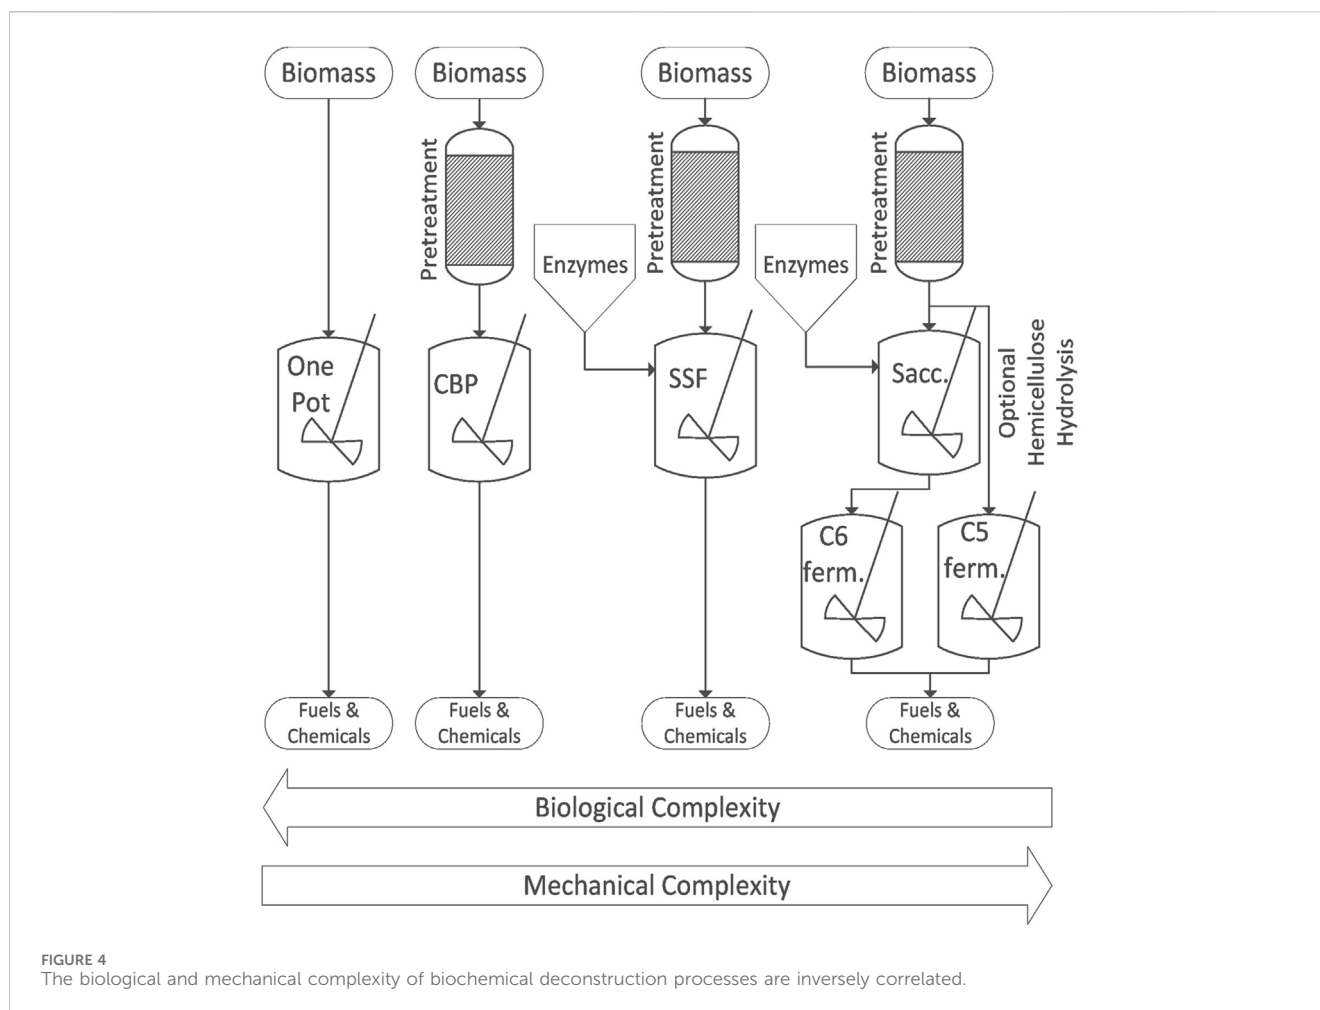 Biomass
Biomass
Biomass
Biomass
Pretreatment
Pretreatment
Pretreatment
Enzymes
Enzymes
One
Pot
CBP
SSF
Sacc.
Optional
Hemicellulose
Hydrolysis
C6
ferm.
C5
ferm.
Fuels &
Chemicals
Fuels &
Chemicals
Fuels &
Chemicals
Fuels &
Chemicals
Biological Complexity
Mechanical Complexity
FIGURE 4
The biological and mechanical complexity of biochemical deconstruction processes are inversely correlated.